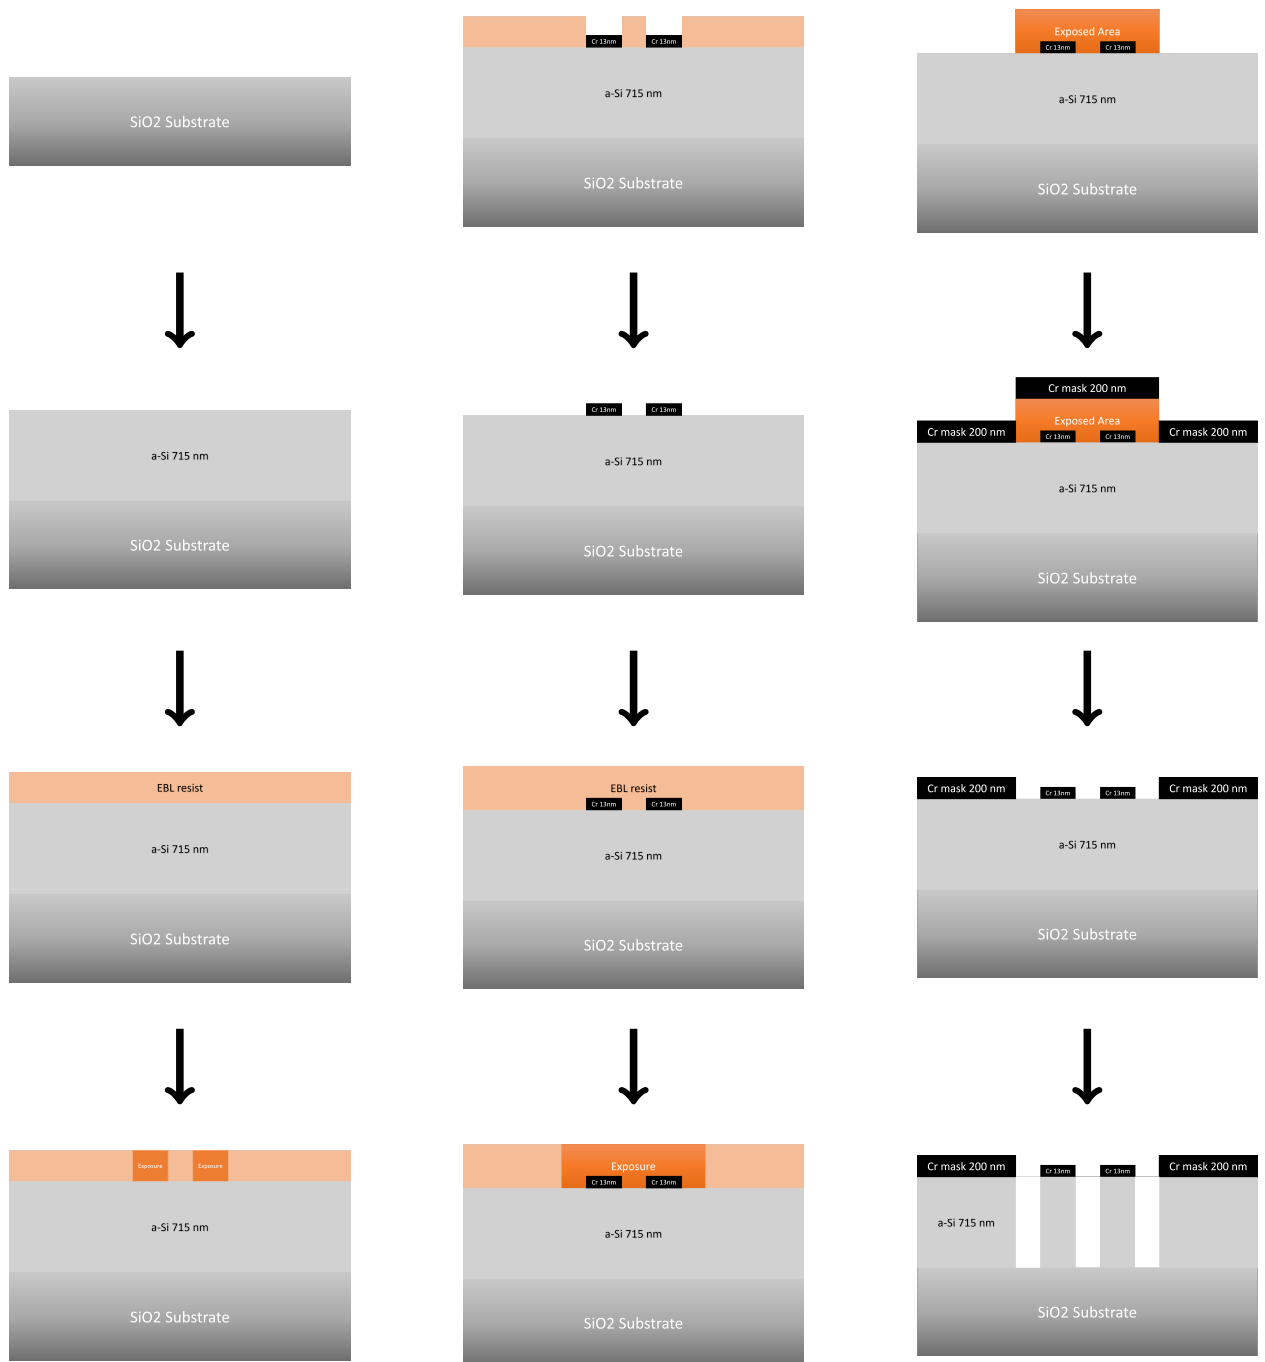 SiO2 Substrate
a-Si 715 nm
SiO2 Substrate
EBL resist
a-Si 715 nm
SiO2 Substrate
Exposure Exposure
a-Si 715 nm
SiO2 Substrate
Cr 13nm Cr 13nm
a-Si 715 nm
SiO2 Substrate
Cr 13nm Cr 13nm
a-Si 715 nm
SiO2 Substrate
EBL resist
Cr 13nm Cr 13nm
a-Si 715 nm
SiO2 Substrate
Exposure
Cr 13nm Cr 13nm
a-Si 715 nm
SiO2 Substrate
Exposed Area
Cr 13nm Cr 13nm
a-Si 715 nm
SiO2 Substrate
Cr mask 200 nm
Exposed Area
Cr mask 200 nm Cr 13nm Cr 13nm Cr mask 200 nm
a-Si 715 nm
SiO2 Substrate
Cr mask 200 nm Cr 13nm Cr 13nm Cr mask 200 nm
a-Si 715 nm
SiO2 Substrate
Cr mask 200 nm Cr 13nm Cr 13nm Cr mask 200 nm
a-Si 715 nm
SiO2 Substrate